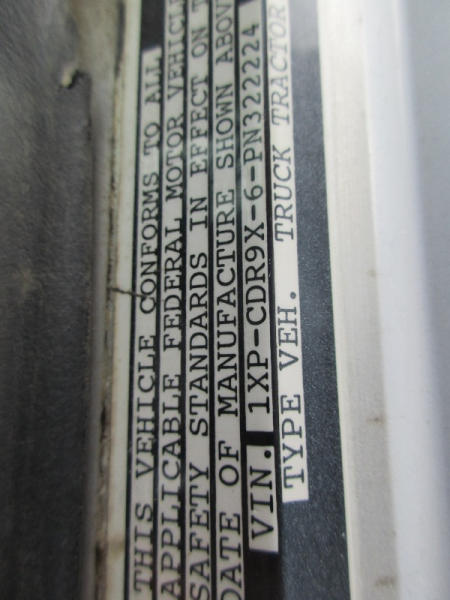 THIS VEHICLE CONFORMS TO ALL
APPLICABLE FEDERAL MOTOR VEHICLE
SAFETY STANDARDS IN EFFECT ON
DATE OF MANUFACTURE SHOWN ABOVE
VIN. 1XP-CDR9X-6-PN322224
TYPE VEH. TRUCK TRACTOR